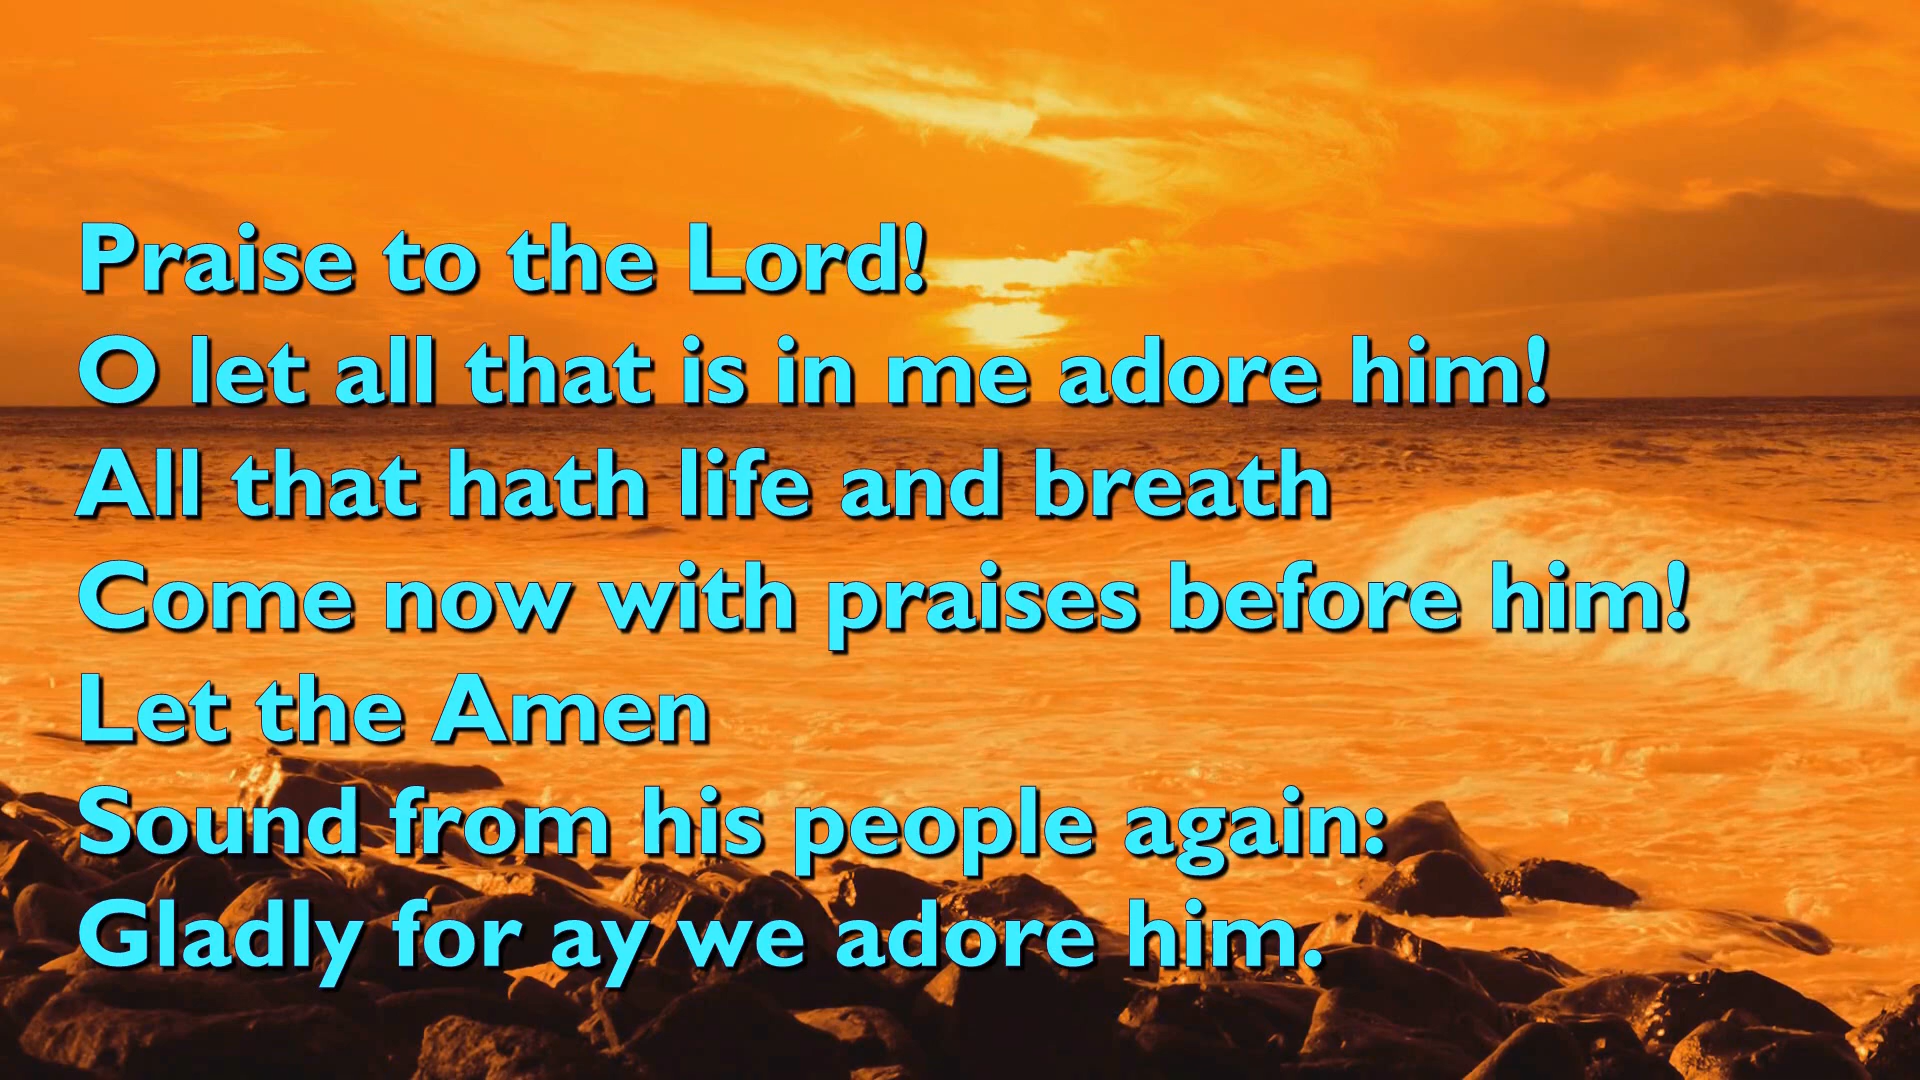 Praise to the Lord!
O let all that is in me adore him!
All that hath life and breath
Come now with praises before him!
Let the Amen
Sound from his people again:
Gladly for ay we adore him.